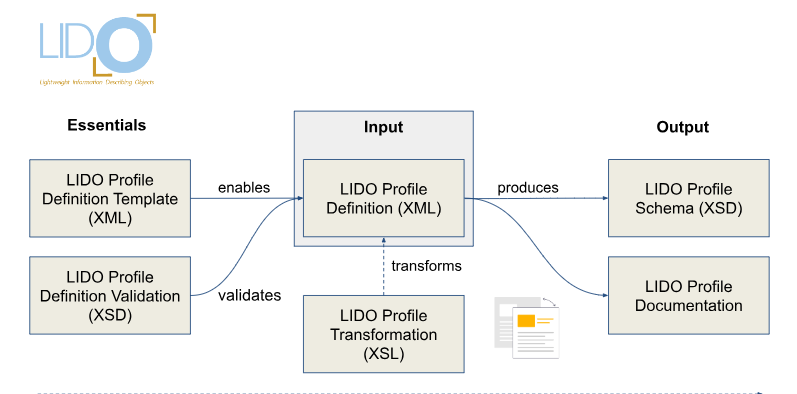 LIDO
Lightweight Information Describing Objects
Essentials
Input
Output
LIDO Profile
Definition Template
(XML)
enables
LIDO Profile
Definition (XML)
produces
LIDO Profile
Schema (XSD)
LIDO Profile
Definition Validation
(XSD)
validates
transforms
LIDO Profile
Documentation
LIDO Profile
Transformation
(XSL)